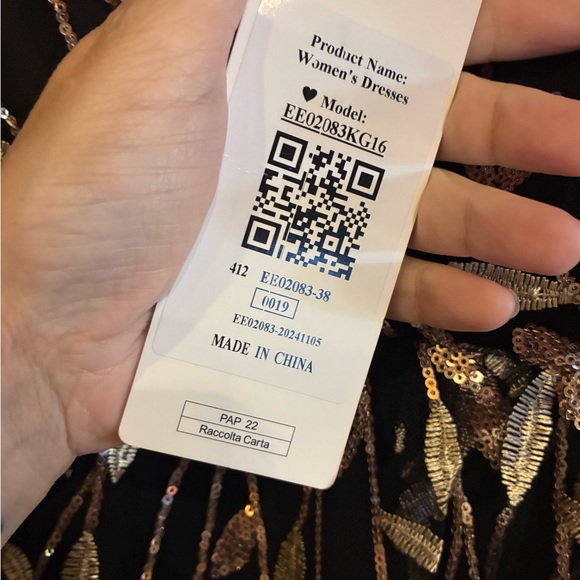 Product Name:
Women's Dresses
♥ Model:
EE02083KG16
412 EE02083-38
0019
EE02083-20241105
MADE IN CHINA
PAP 22
Raccolta Carta